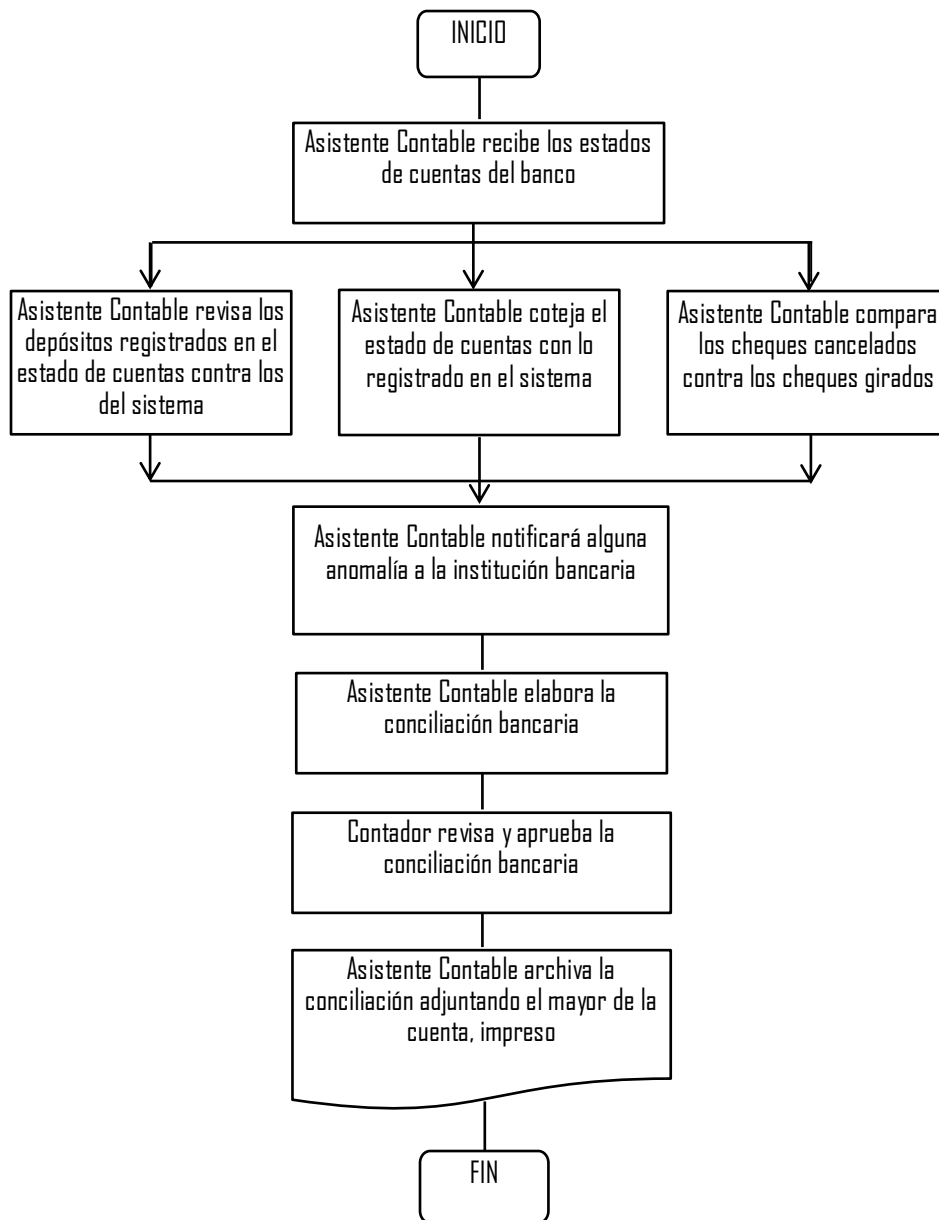 INICIO
Asistente Contable recibe los estados
de cuentas del banco
Asistente Contable revisa los
depósitos registrados en el
estado de cuentas contra los
del sistema
Asistente Contable coteja el
estado de cuentas con lo
registrado en el sistema
Asistente Contable compara
los cheques cancelados
contra los cheques girados
Asistente Contable notificará alguna
anomalía a la institución bancaria
Asistente Contable elabora la
conciliación bancaria
Contador revisa y aprueba la
conciliación bancaria
Asistente Contable archiva la
conciliación adjuntando el mayor de la
cuenta, impreso
FIN